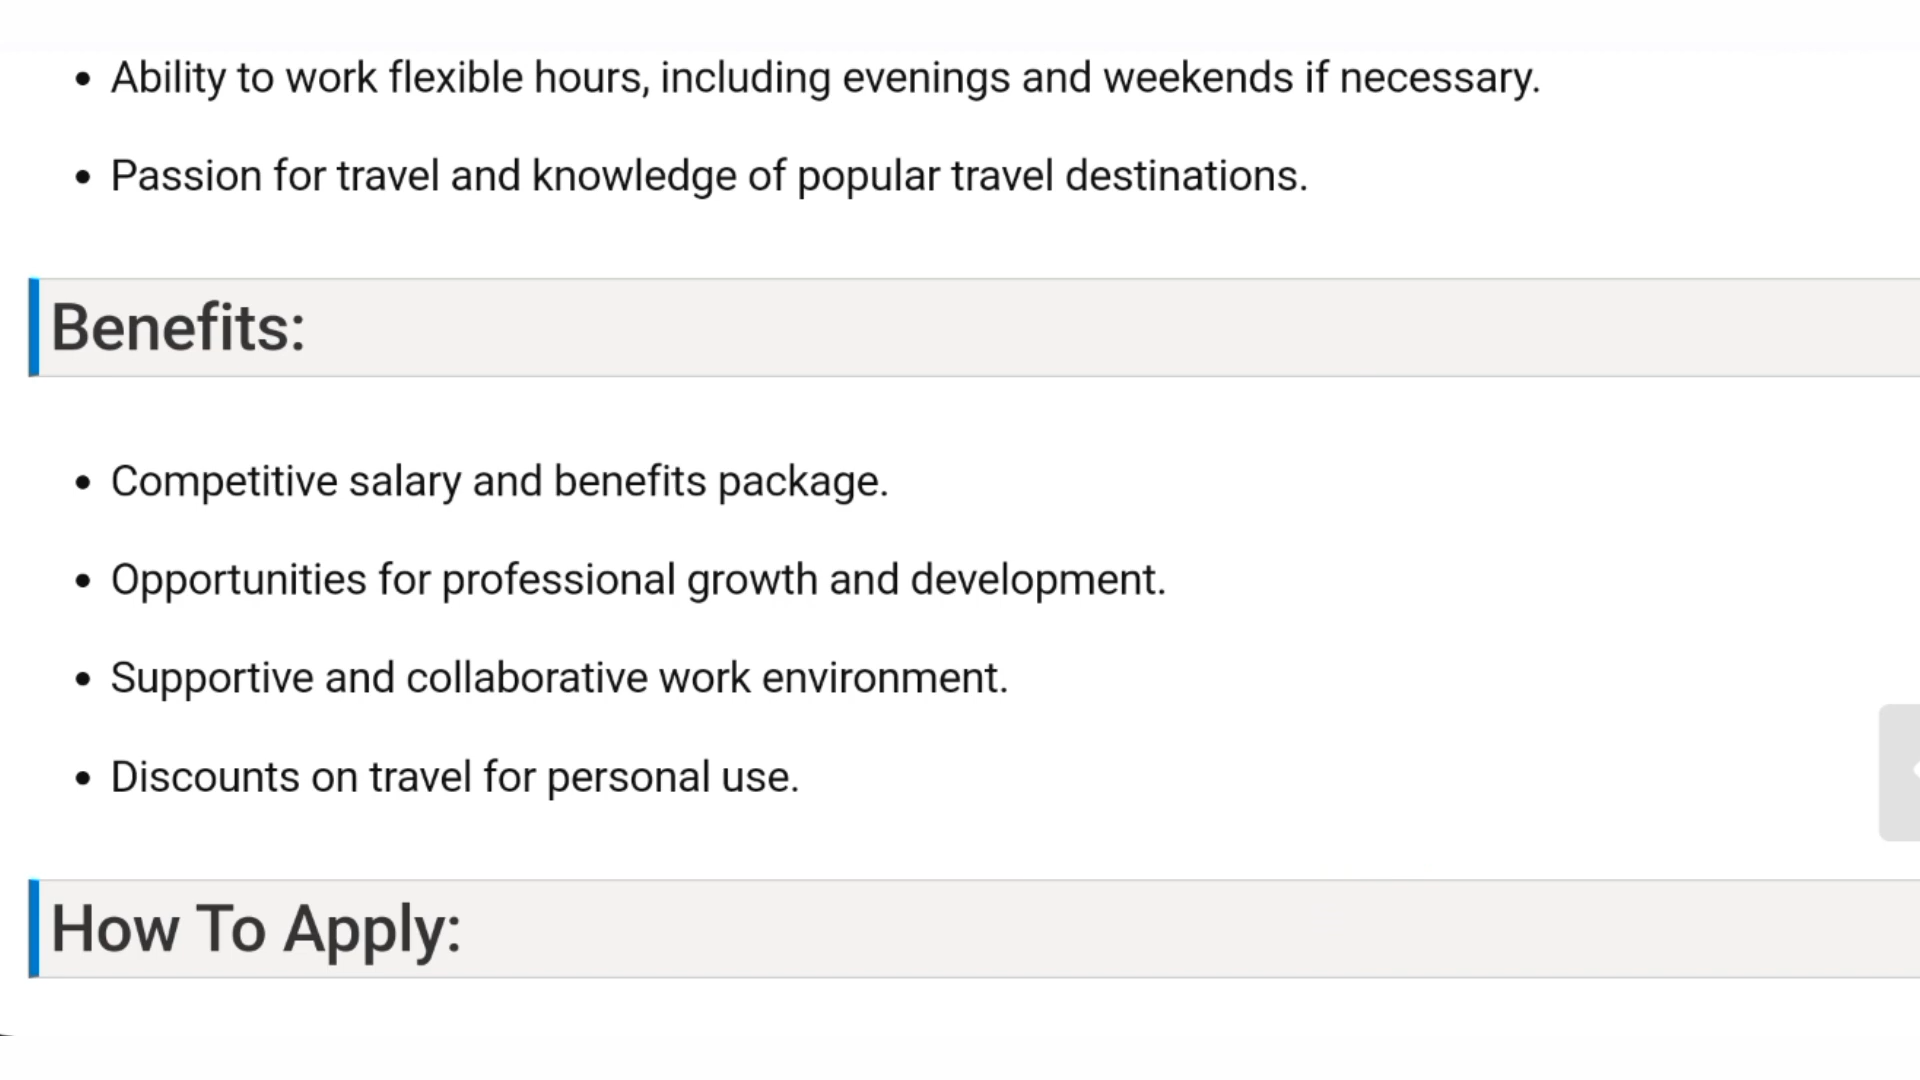 • Ability to work flexible hours, including evenings and weekends if necessary.
• Passion for travel and knowledge of popular travel destinations.
Benefits:
• Competitive salary and benefits package.
• Opportunities for professional growth and development.
• Supportive and collaborative work environment.
• Discounts on travel for personal use.
How To Apply: